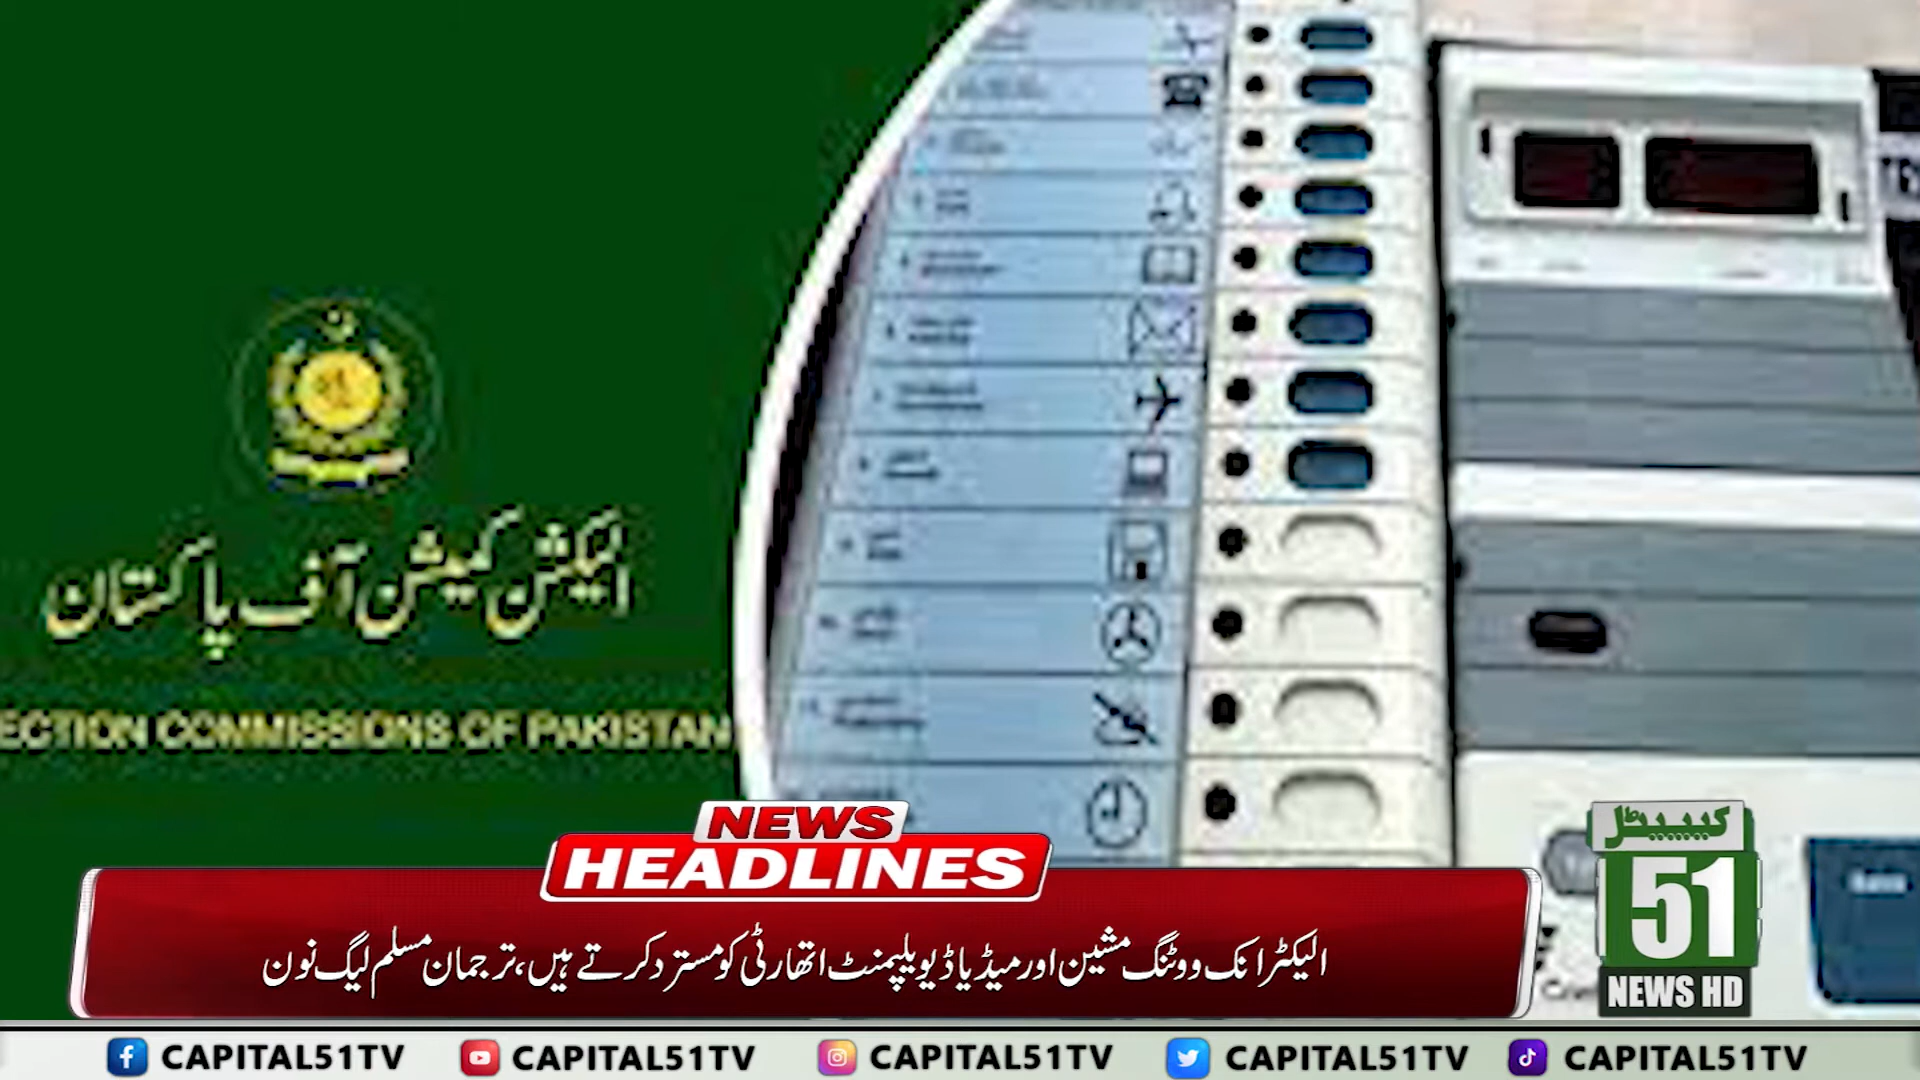 الیکشن کمیشن آف پاکستان
ECTION COMMISSIONS OF PAKISTAN
NEWS
HEADLINES
الیکٹرانک ووٹنگ مشین اور میڈیا ڈیویلپمنٹ اتھارٹی کو مسترد کرتے ہیں، ترجمان مسلم لیگ نون
کیپیٹل
51
NEWS HD
CAPITAL51TV CAPITAL51TV CAPITAL51TV CAPITAL51TV CAPITAL51TV